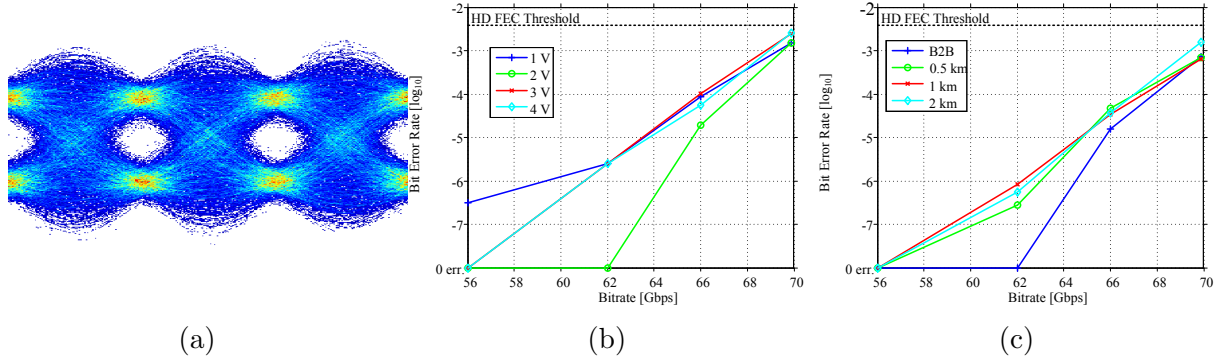 -2
HD FEC Threshold
1 V
2 V
3 V
4 V
-3
-4
-5
-6
-7
0 err.
Bit Error Rate [log10]
56 58 60 62 64 66 68 70
Bitrate [Gbps]
-2
HD FEC Threshold
B2B
0.5 km
1 km
2 km
-3
-4
-5
-6
-7
0 err.
Bit Error Rate [log10]
56 58 60 62 64 66 68 70
Bitrate [Gbps]
(a) (b) (c)